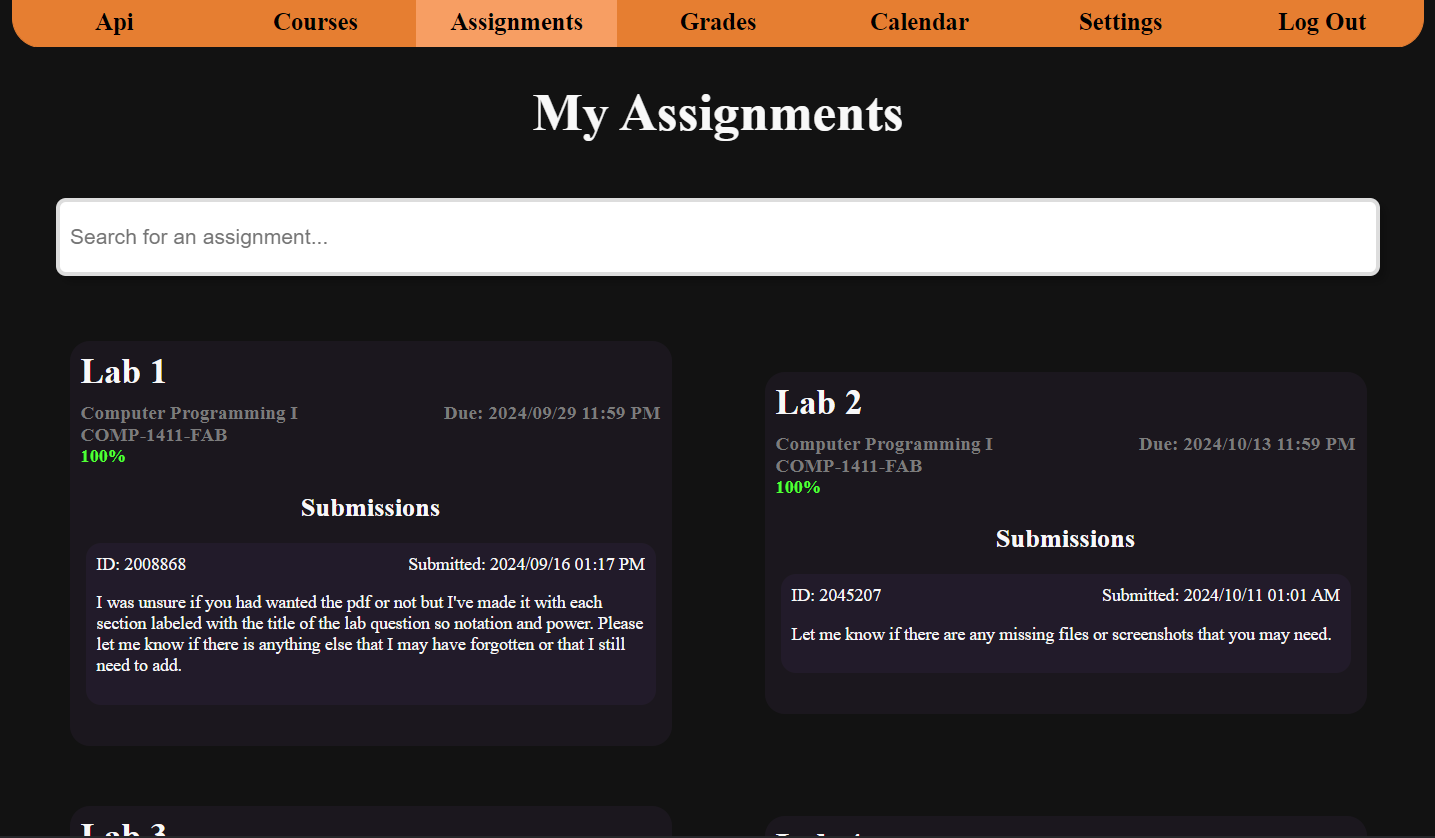 Api Courses Assignments Grades Calendar Settings Log Out
My Assignments
Search for an assignment...
Lab 1
Computer Programming I Due: 2024/09/29 11:59 PM
COMP-1411-FAB
100%
Submissions
ID: 2008868 Submitted: 2024/09/16 01:17 PM
I was unsure if you had wanted the pdf or not but I've made it with each
section labeled with the title of the lab question so notation and power. Please
let me know if there is anything else that I may have forgotten or that I still
need to add.
Lab 2
Computer Programming I Due: 2024/10/13 11:59 PM
COMP-1411-FAB
100%
Submissions
ID: 2045207 Submitted: 2024/10/11 01:01 AM
Let me know if there are any missing files or screenshots that you may need.
Lab 3